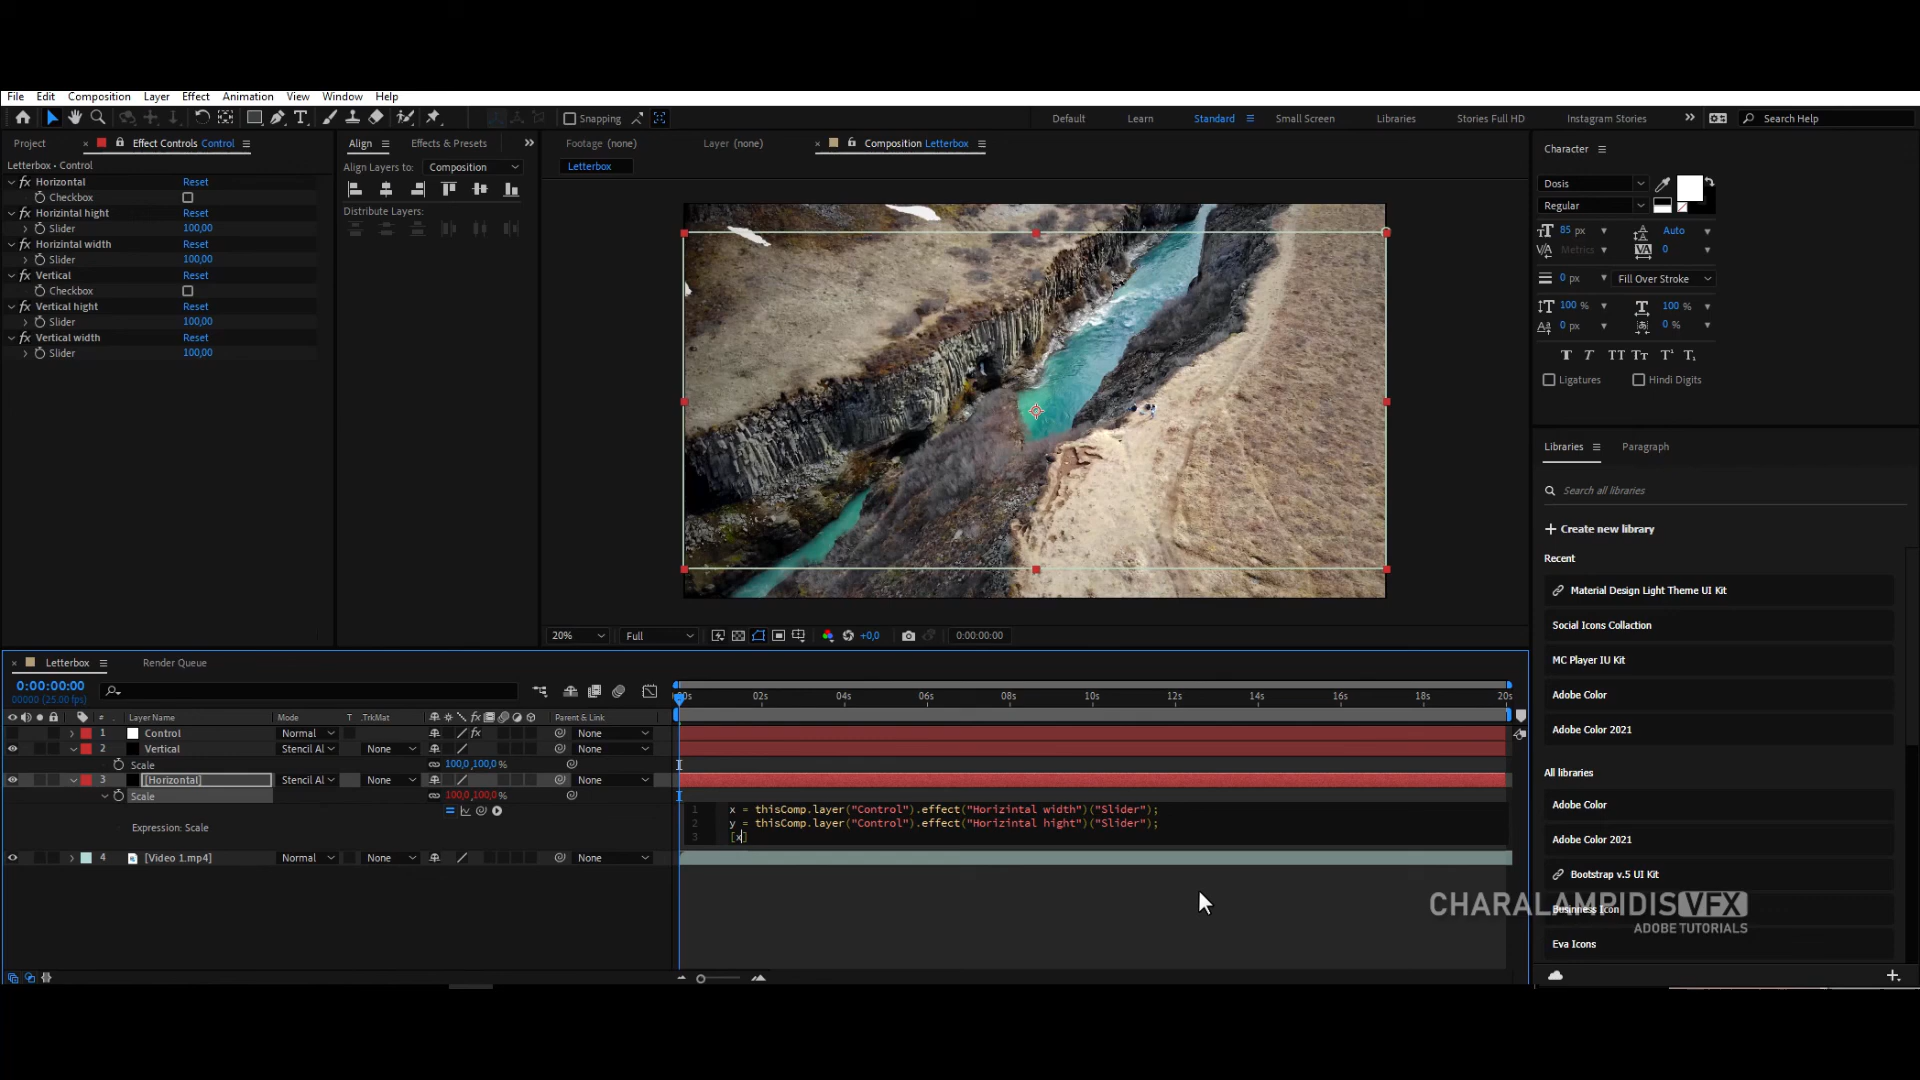 File Edit Composition Layer Effect Animation View Window Help
Snapping
Default Learn Standard Small Screen Libraries Stories Full HD Instagram Stories Search Help
Project Effect Controls Control
Align Effects & Presets
Footage (none) Layer (none) Composition Letterbox
Character
Letterbox • Control
Align Layers to: Composition
Letterbox
Horizontal Reset
Checkbox
Horizintal hight Reset
Slider 100,00
Horizintal width Reset
Slider 100,00
Vertical Reset
Checkbox
Vertical hight Reset
Slider 100,00
Vertical width Reset
Slider 100,00
Distribute Layers:
Dosis
Regular
85 px Auto
Metrics 0
0 px Fill Over Stroke
100 % 100 %
0 px 0 %
Ligatures Hindi Digits
Libraries Paragraph
Search all libraries
Create new library
Recent
Material Design Light Theme UI Kit
Social Icons Collection
MC Player IU Kit
Adobe Color
Adobe Color 2021
All libraries
Adobe Color
Adobe Color 2021
Bootstrap v.5 UI Kit
Businness Icon
Eva Icons
20% Full +0,0 0:00:00:00
Letterbox Render Queue
0:00:00:00
00000 (25.00 fps)
02s 04s 06s 08s 10s 12s 14s 16s 18s 20s
# Layer Name Mode T .TrkMat Parent & Link
1 Control Normal None
2 Vertical Stencil Al None None
Scale 100,0,100,0 %
3 [Horizontal] Stencil Al None None
Scale 100,0,100,0 %
Expression: Scale
1 x = thisComp.layer("Control").effect("Horizintal width")("Slider");
2 y = thisComp.layer("Control").effect("Horizintal hight")("Slider");
3 [x]
4 [Video 1.mp4] Normal None None
CHARALAMPIDISVFX
ADOBE TUTORIALS